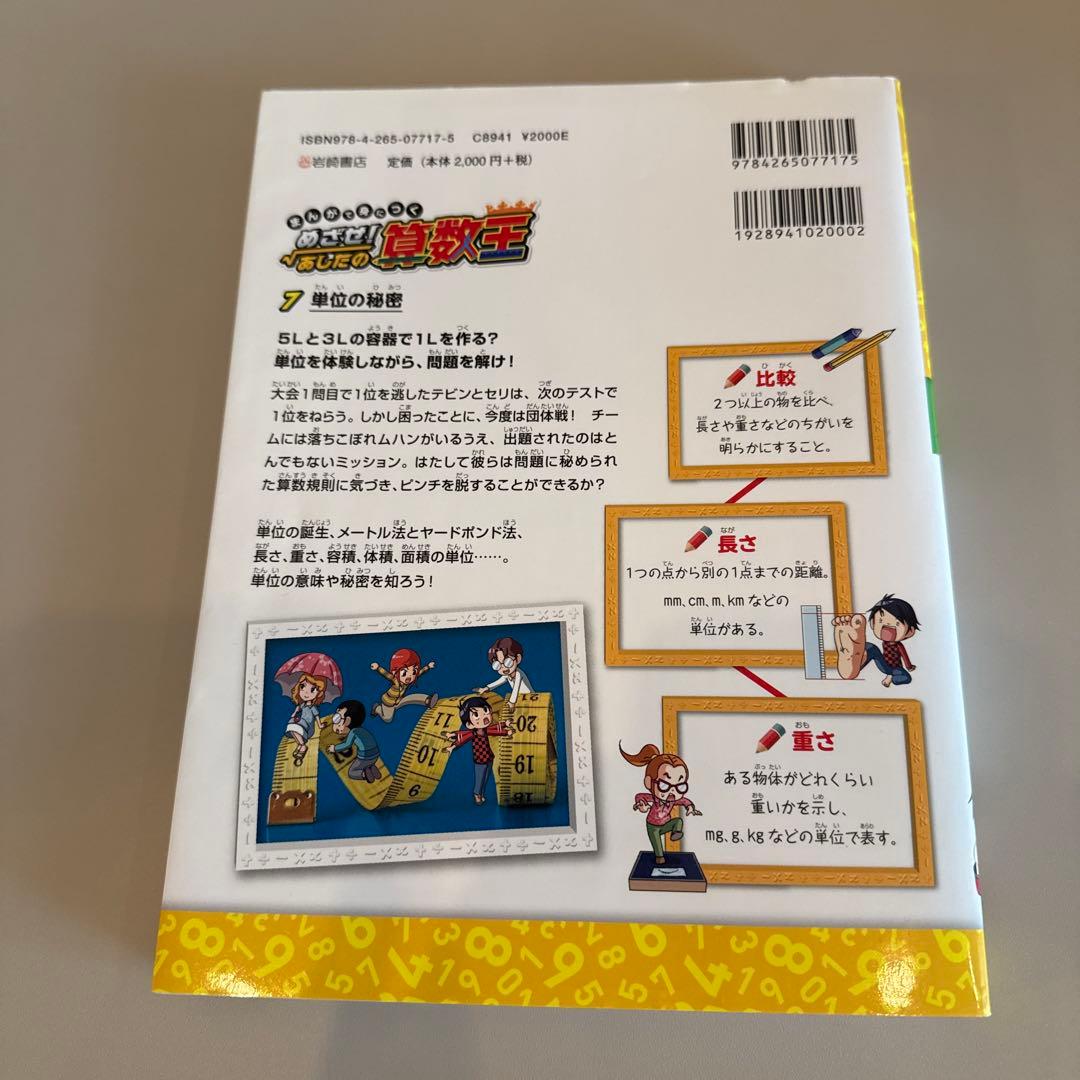 ISBN978-4-265-07717-5 C8941 ¥2000E
岩崎書店 定価（本体2,000円＋税）
9784265077175
1928941020002
まんがで身につく
めざせ！
あしたの算数王
7 単位の秘密
5Lと3Lの容器で1Lを作る？
単位を体験しながら、問題を解け！
大会1問目で1位を逃したテビンとセリは、次のテストで
1位をねらう。しかし困ったことに、今度は団体戦！ チー
ムには落ちこぼれムハンがいるうえ、出題されたのはと
んでもないミッション。はたして彼らは問題に秘められ
た算数規則に気づき、ピンチを脱することができるか？
単位の誕生、メートル法とヤードポンド法、
長さ、重さ、容積、体積、面積の単位……。
単位の意味や秘密を知ろう！
比較
2つ以上の物を比べ、
長さや重さなどのちがいを
明らかにすること。
長さ
1つの点から別の1点までの距離。
mm、cm、m、kmなどの
単位がある。
重さ
ある物体がどれくらい
重いかを示し、
mg、g、kgなどの単位で表す。
8
9
10
11
18
19
20
21